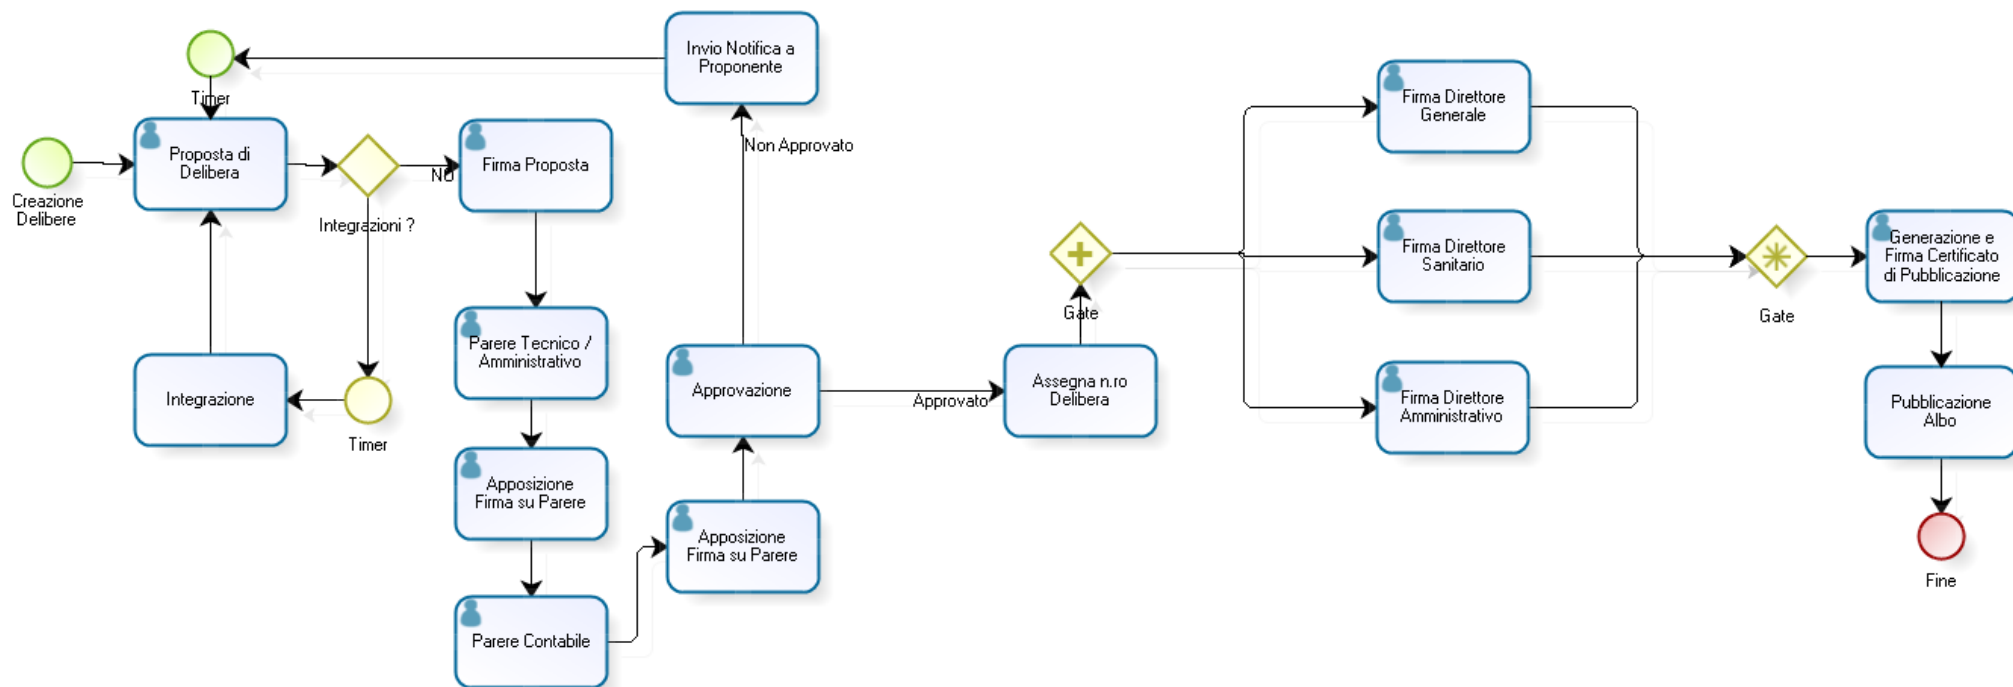 Invio Notifica a
Proponente
Timer
Firma Direttore
Generale
Non Approvato
Proposta di
Delibera
Firma Proposta
NO
Creazione
Delibere
Integrazioni ?
Firma Direttore
Sanitario
Generazione e
Firma Certificato
di Pubblicazione
Gate
Gate
Parere Tecnico /
Amministrativo
Integrazione
Timer
Approvazione
Approvato
Assegna n.ro
Delibera
Firma Direttore
Amministrativo
Pubblicazione
Albo
Apposizione
Firma su Parere
Apposizione
Firma su Parere
Fine
Parere Contabile